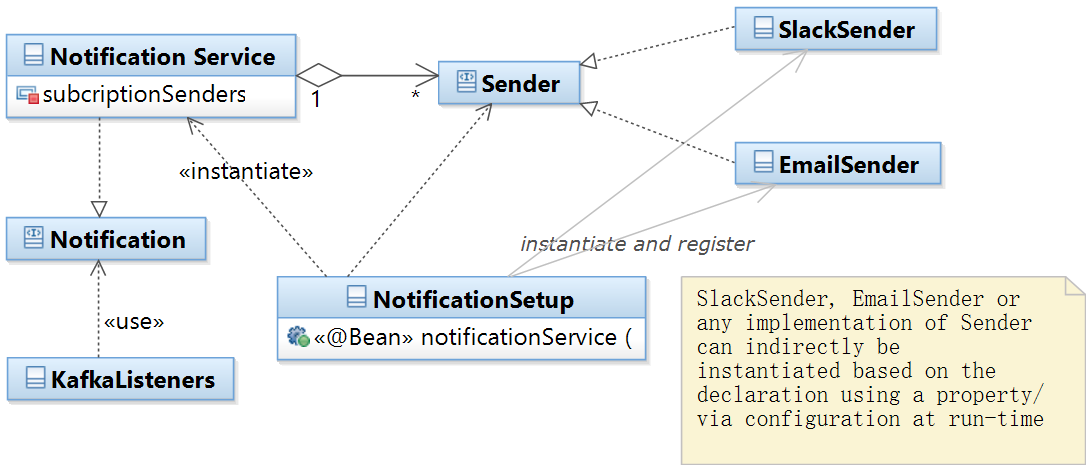 SlackSender
Notification Service
subcriptionSenders
1
*
Sender
«instantiate»
EmailSender
Notification
instantiate and register
«use»
NotificationSetup
«@Bean» notificationService (
KafkaListeners
SlackSender, EmailSender or
any implementation of Sender
can indirectly be
instantiated based on the
declaration using a property/
via configuration at run-time